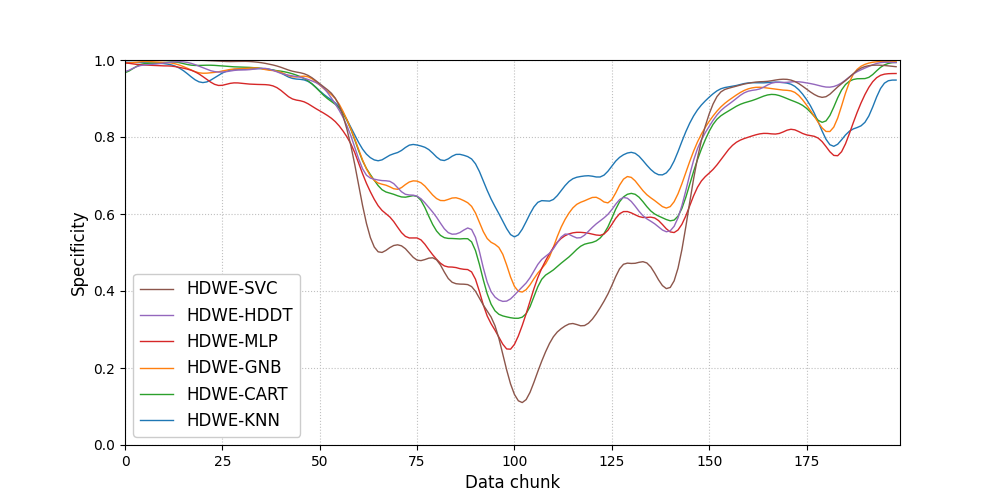 1.0
0.8
0.6
0.4
0.2
0.0
Specificity
HDWE-SVC
HDWE-HDDT
HDWE-MLP
HDWE-GNB
HDWE-CART
HDWE-KNN
0 25 50 75 100 125 150 175
Data chunk